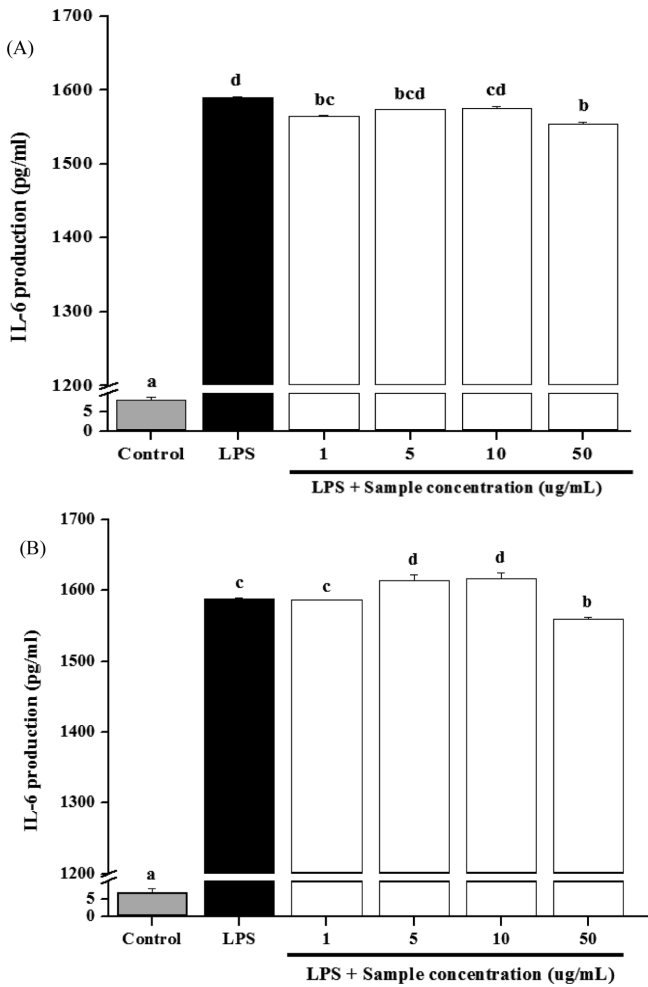 (A)
IL-6 production (pg/ml)
1700
1600
1500
1400
1300
1200
5
0
a
d
bc
bcd
cd
b
Control LPS 1 5 10 50
LPS + Sample concentration (ug/mL)
(B)
IL-6 production (pg/ml)
1700
1600
1500
1400
1300
1200
5
0
a
c
c
d
d
b
Control LPS 1 5 10 50
LPS + Sample concentration (ug/mL)